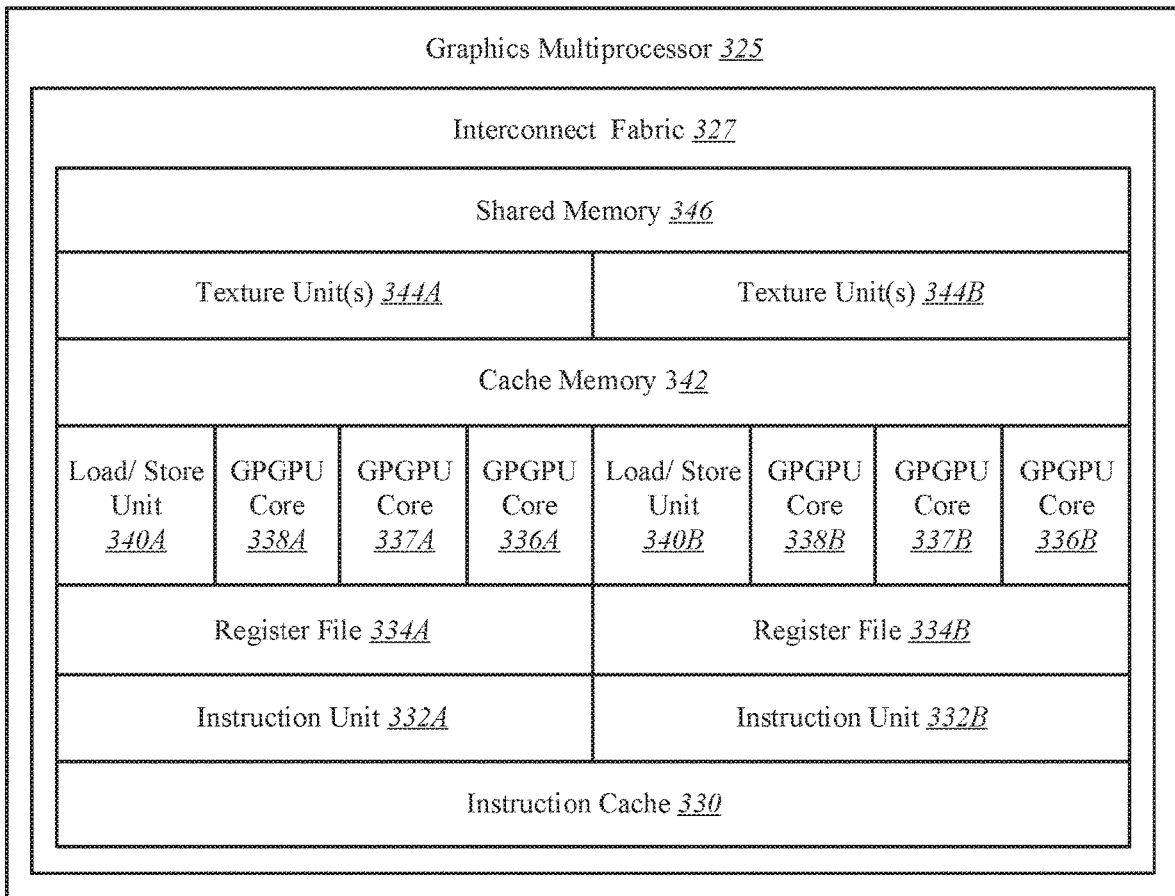 Graphics Multiprocessor 325
Interconnect Fabric 327
Shared Memory 346
Texture Unit(s) 344A
Texture Unit(s) 344B
Cache Memory 342
Load/ Store
Unit
340A
GPGPU
Core
338A
GPGPU
Core
337A
GPGPU
Core
336A
Load/ Store
Unit
340B
GPGPU
Core
338B
GPGPU
Core
337B
GPGPU
Core
336B
Register File 334A
Register File 334B
Instruction Unit 332A
Instruction Unit 332B
Instruction Cache 330